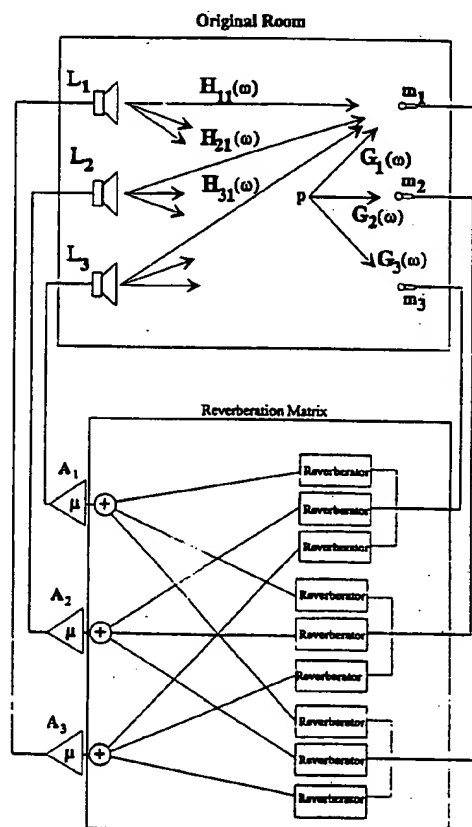 Original Room
L1
H11(ω)
m1
H21(ω)
L2
G1(ω)
H31(ω)
m2
p
G2(ω)
L3
G3(ω)
m3
Reverberation Matrix
A1
Reverberator
μ
+
Reverberator
Reverberator
A2
Reverberator
μ
+
Reverberator
Reverberator
A3
Reverberator
μ
+
Reverberator
Reverberator